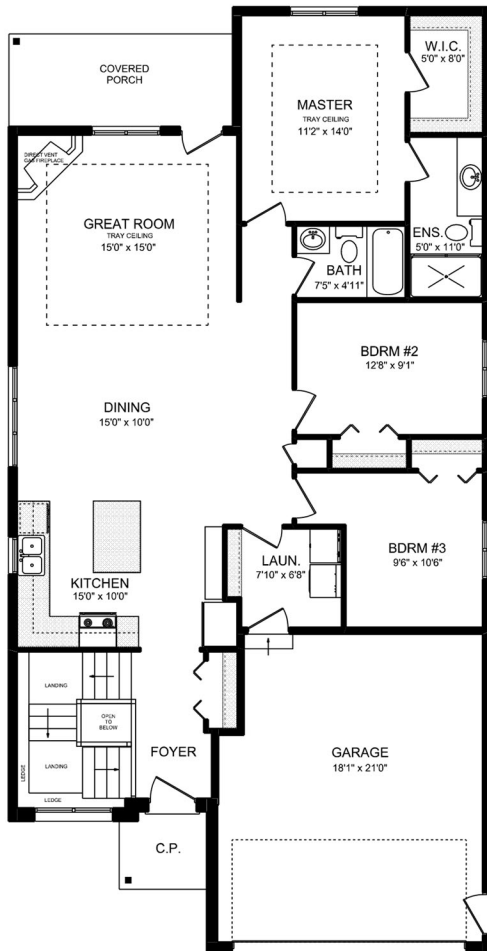 COVERED
PORCH
MASTER
TRAY CEILING
11'2" x 14'0"
W.I.C.
5'0" x 8'0"
DIRECT VENT
GAS FIREPLACE
GREAT ROOM
TRAY CEILING
15'0" x 15'0"
ENS.
5'0" x 11'0"
BATH
7'5" x 4'11"
BDRM #2
12'8" x 9'1"
DINING
15'0" x 10'0"
LAUN.
7'10" x 6'8"
BDRM #3
9'6" x 10'6"
KITCHEN
15'0" x 10'0"
LANDING
OPEN
TO
BELOW
LANDING
LEDGE
LEDGE
FOYER
GARAGE
18'1" x 21'0"
C.P.